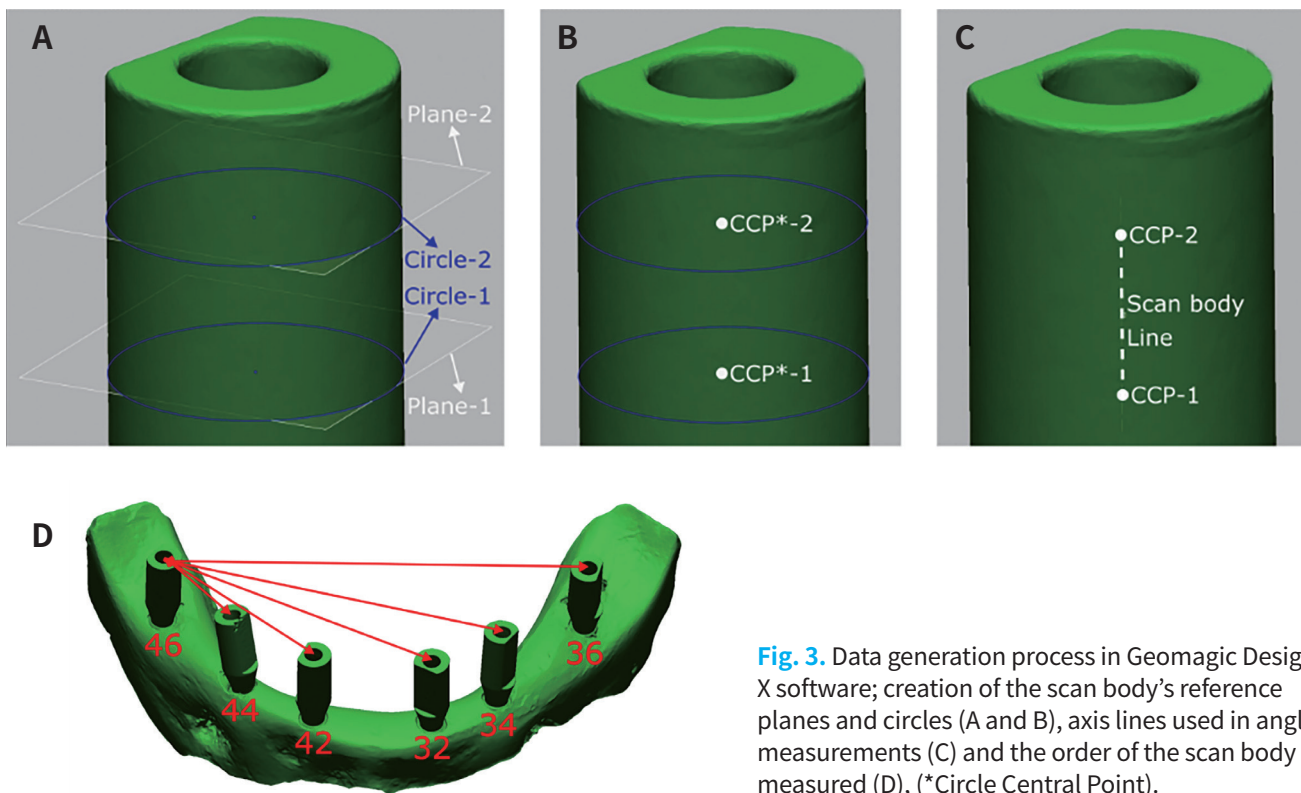 A
Plane-2
Circle-2
Circle-1
Plane-1
B
CCP*-2
CCP*-1
C
CCP-2
Scan body
Line
CCP-1
D
46
44
42
32
34
36
Fig. 3. Data generation process in Geomagic Desig
X software; creation of the scan body’s reference
planes and circles (A and B), axis lines used in angl
measurements (C) and the order of the scan body
measured (D), (*Circle Central Point).